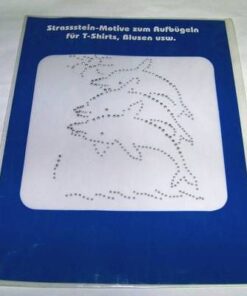 Strassstein-Motive zum Aufbügeln
für T-Shirts, Blusen usw.